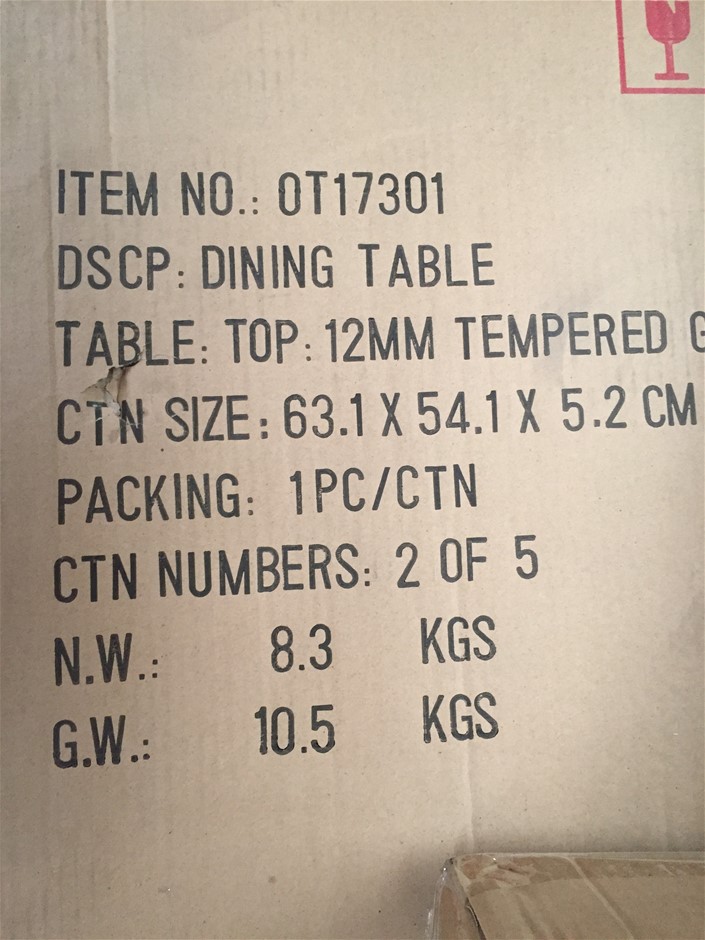 ITEM NO.: OT17301
DSCP: DINING TABLE
TABLE: TOP: 12MM TEMPERED
CTN SIZE: 63.1 X 54.1 X 5.2 CM
PACKING: 1PC/CTN
CTN NUMBERS: 2 OF 5
N.W.: 8.3 KGS
G.W.: 10.5 KGS